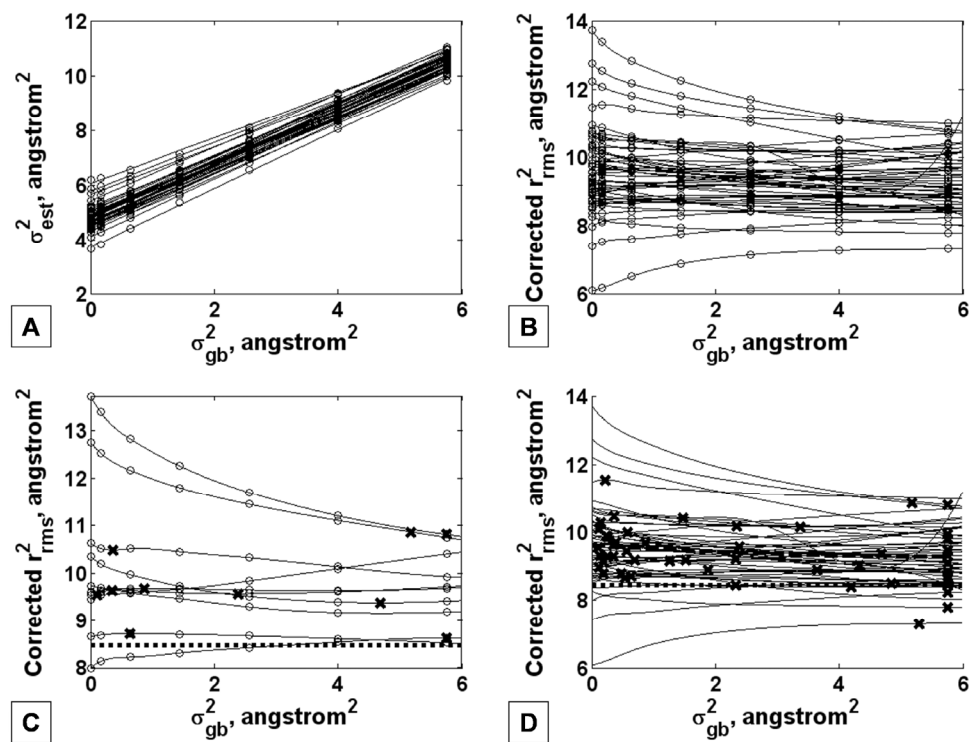 12
10
8
6
4
2
0 2 4 6
σ²est, angstrom²
σ²gb, angstrom²
A
14
12
10
8
6
0 2 4 6
Corrected r²rms, angstrom²
σ²gb, angstrom²
B
13
12
11
10
9
8
0 2 4 6
Corrected r²rms, angstrom²
σ²gb, angstrom²
C
14
12
10
8
6
0 2 4 6
Corrected r²rms, angstrom²
σ²gb, angstrom²
D